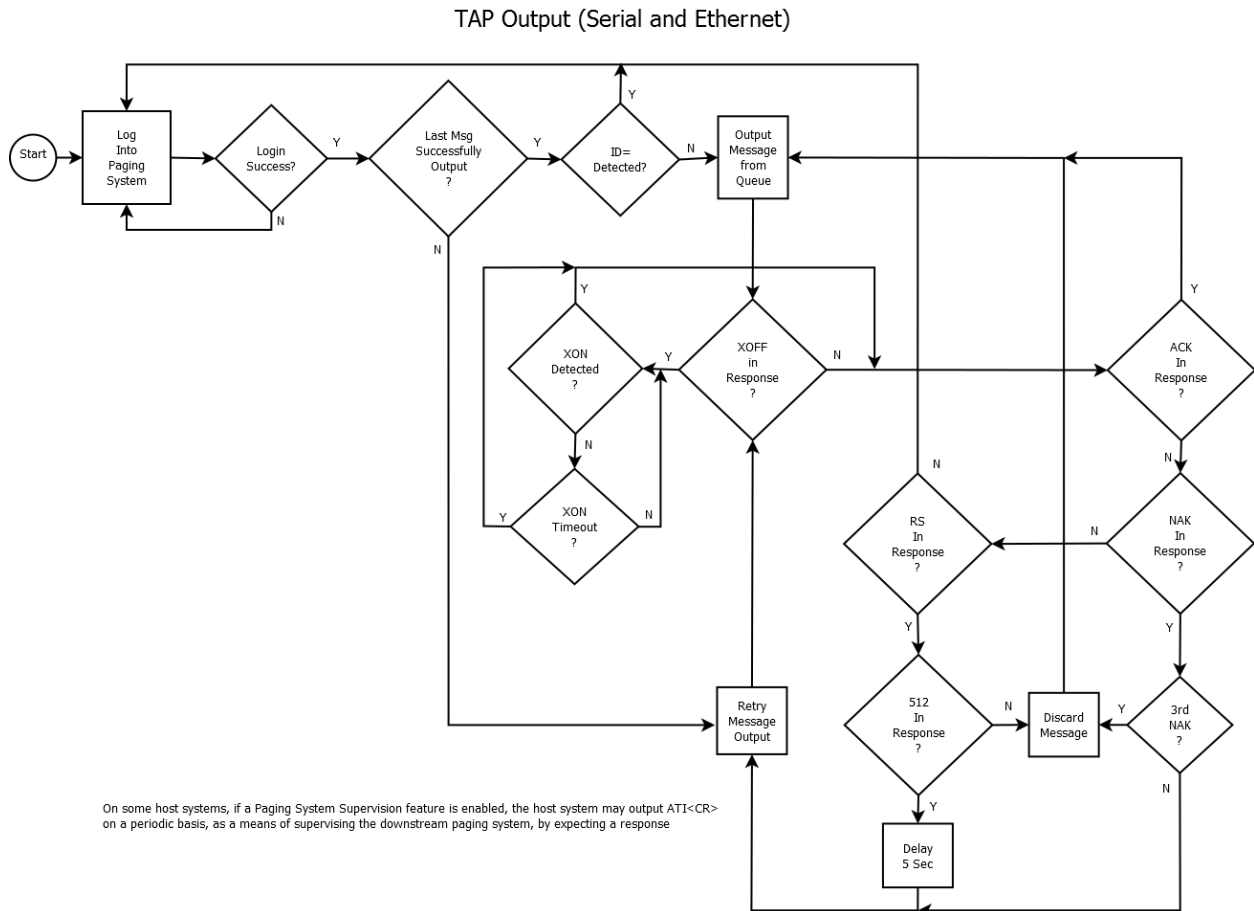 TAP Output (Serial and Ethernet)
Start
Log
Into
Paging
System
Login
Success?
Y
N
Last Msg
Successfully
Output
?
Y
N
ID=
Detected?
Y
N
Output
Message
from
Queue
XOFF
in
Response
?
Y
N
XON
Detected
?
Y
N
XON
Timeout
?
Y
N
ACK
In
Response
?
Y
N
NAK
In
Response
?
N
Y
RS
In
Response
?
N
Y
512
In
Response
?
N
Y
Discard
Message
3rd
NAK
?
Y
N
Retry
Message
Output
Delay
5 Sec
On some host systems, if a Paging System Supervision feature is enabled, the host system may output ATI<CR>
on a periodic basis, as a means of supervising the downstream paging system, by expecting a response